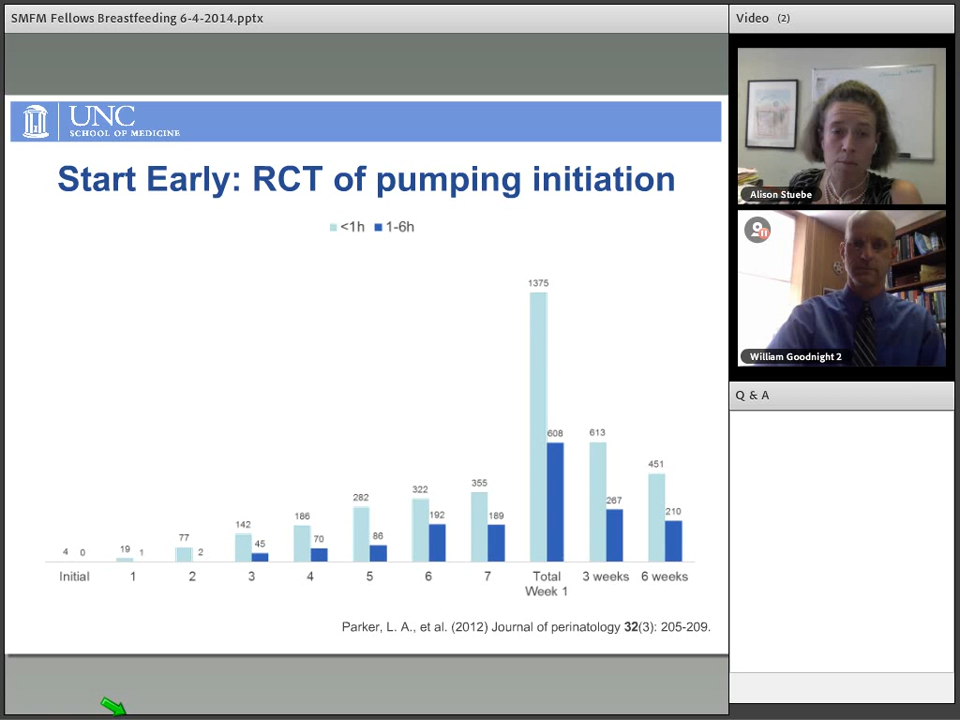 SMFM Fellows Breastfeeding 6-4-2014.pptx
Video (2)
UNC
SCHOOL OF MEDICINE
Start Early: RCT of pumping initiation
<1h 1-6h
1375
608 613
267
451
210
355
189
322
192
282
86
186
70
142
45
77
2
19 1
4 0
Initial 1 2 3 4 5 6 7 Total Week 1 3 weeks 6 weeks
Parker, L. A., et al. (2012) Journal of perinatology 32(3): 205-209.
Alison Stuebe
William Goodnight 2
Q & A